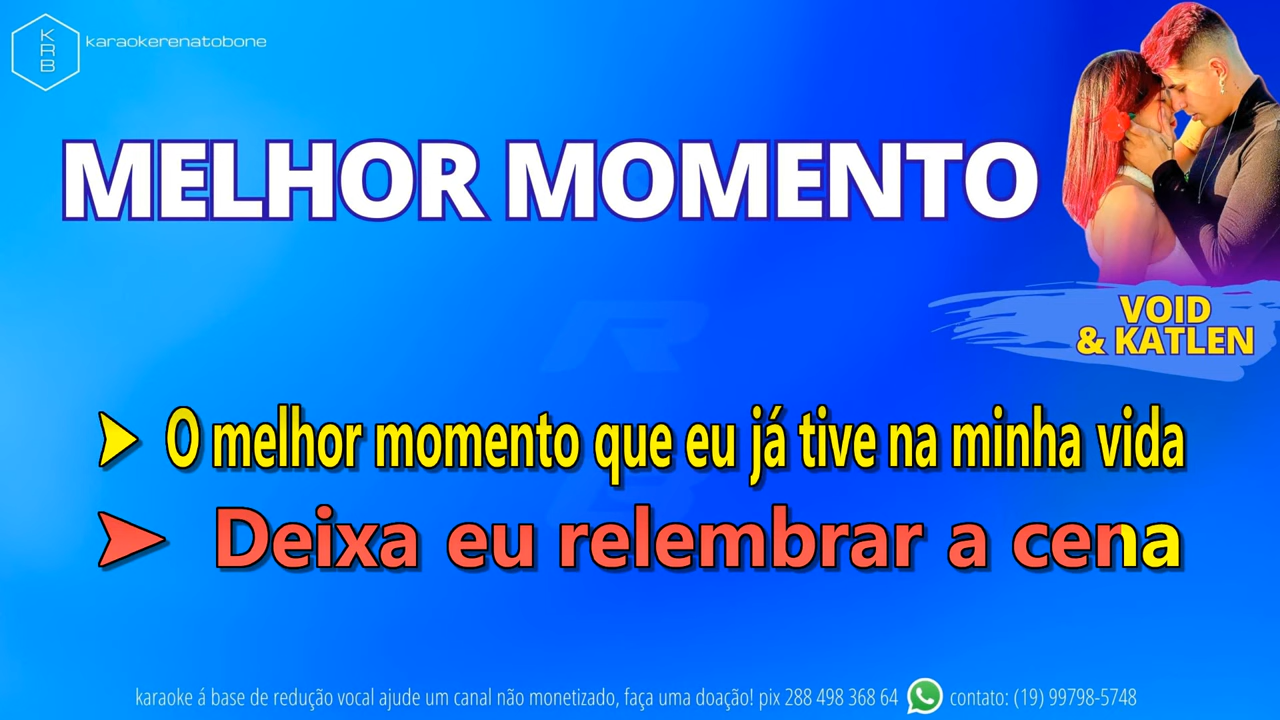 KRB
karaokerenatobone
MELHOR MOMENTO
VOID
& KATLEN
O melhor momento que eu já tive na minha vida
Deixa eu relembrar a cena
karaoke á base de redução vocal ajude um canal não monetizado, faça uma doação! pix 288 498 368 64 contato: (19) 99798-5748